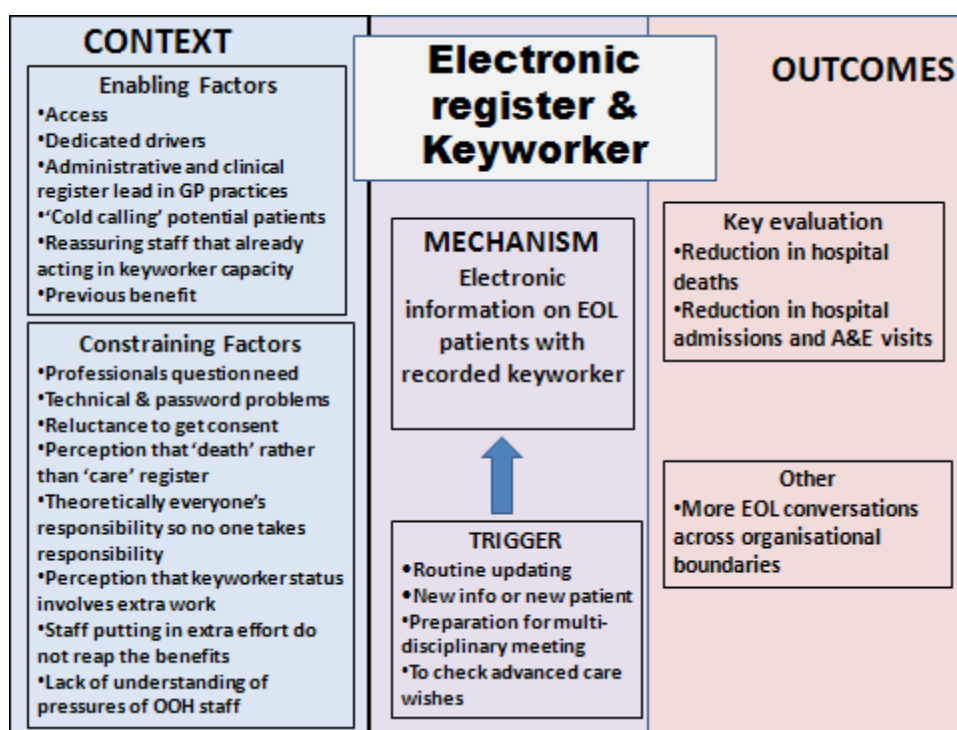 CONTEXT
Enabling Factors
•Access
•Dedicated drivers
•Administrative and clinical
register lead in GP practices
•‘Cold calling’ potential patients
•Reassuring staff that already
acting in keyworker capacity
•Previous benefit
Constraining Factors
•Professionals question need
•Technical & password problems
•Reluctance to get consent
•Perception that ‘death’ rather
than ‘care’ register
•Theoretically everyone’s
responsibility so no one takes
responsibility
•Perception that keyworker status
involves extra work
•Staff putting in extra effort do
not reap the benefits
•Lack of understanding of
pressures of OOH staff
Electronic
register &
Keyworker
MECHANISM
Electronic
information on EOL
patients with
recorded keyworker
TRIGGER
•Routine updating
•New info or new patient
•Preparation for multi-
disciplinary meeting
•To check advanced care
wishes
OUTCOMES
Key evaluation
•Reduction in hospital
deaths
•Reduction in hospital
admissions and A&E visits
Other
•More EOL conversations
across organisational
boundaries